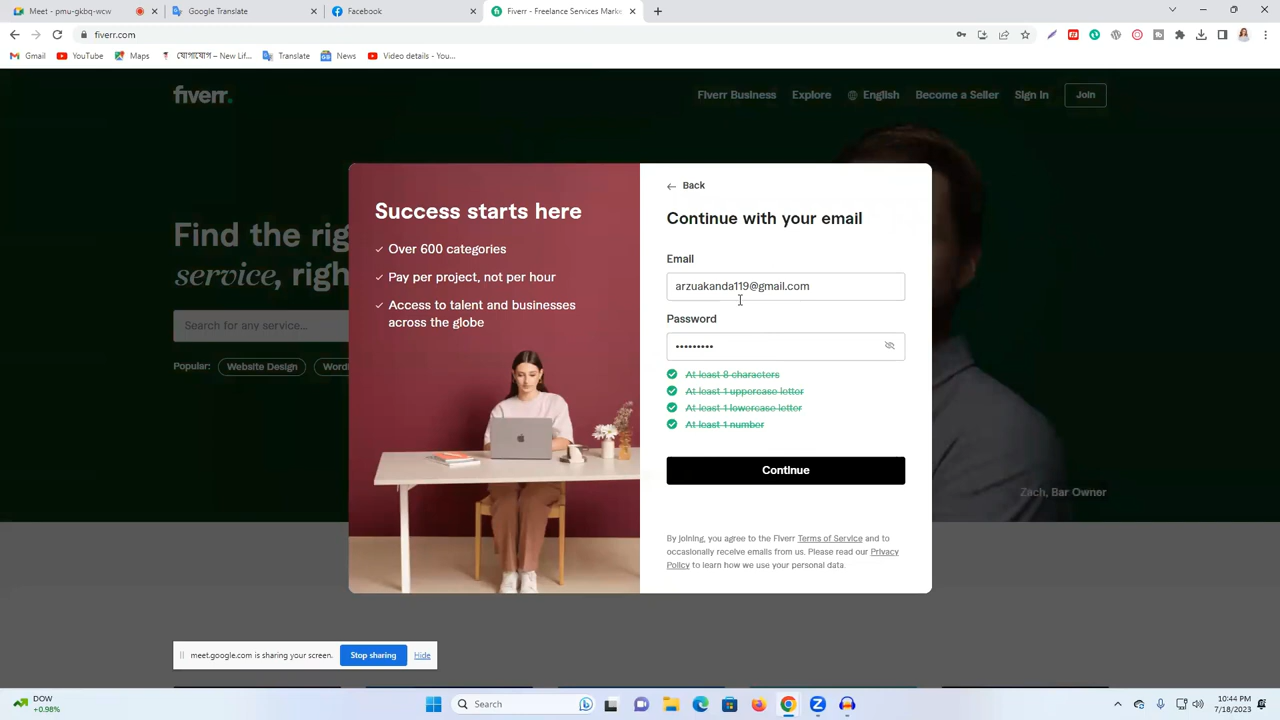 Meet - pmu-gkbq-wcw
Google Translate
Facebook
Fiverr - Freelance Services Marke
fiverr.com
Gmail
YouTube
Maps
যোগাযোগ – New Lif...
Translate
News
Video details - You...
fiverr.
Fiverr Business
Explore
English
Become a Seller
Sign In
Join
Find the rig
service, righ
Search for any service...
Popular:
Website Design
Word
Zach, Bar Owner
Success starts here
Over 600 categories
Pay per project, not per hour
Access to talent and businesses
across the globe
Back
Continue with your email
Email
arzuakanda119@gmail.com
Password
•••••••••
At least 8 characters
At least 1 uppercase letter
At least 1 lowercase letter
At least 1 number
Continue
By joining, you agree to the Fiverr Terms of Service and to
occasionally receive emails from us. Please read our Privacy
Policy to learn how we use your personal data.
meet.google.com is sharing your screen.
Stop sharing
Hide
DOW
+0.98%
Search
10:44 PM
7/18/2023